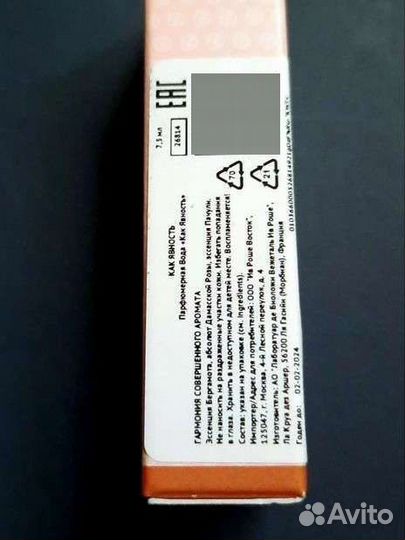 КАК ЯВНОСТЬ
Парфюмерная Вода «Как Явность»
ГАРМОНИЯ СОВЕРШЕННОГО АРОМАТА
Эссенция Бергамота, абсолют Дамасской Розы, эссенция Пачули.
Не наносить на раздраженные участки кожи. Избегать попадания
в глаза. Хранить в недоступном для детей месте. Воспламеняется!
Состав: указан на упаковке (см. Ingredients).
Импортер/Адрес для потребителей: ООО "Ив Роше Восток",
125047, г. Москва, 4-й Лесной переулок, д. 4
Изготовитель: АО "Лаборатуар де Биоложи Вежеталь Ив Роше",
Ла Круа дез Аршер, 56200 Ла Гасийи (Морбиан), Франция
Годен до: 02-02-2024
7,5 мл
26814
EAC
70
21
Avito